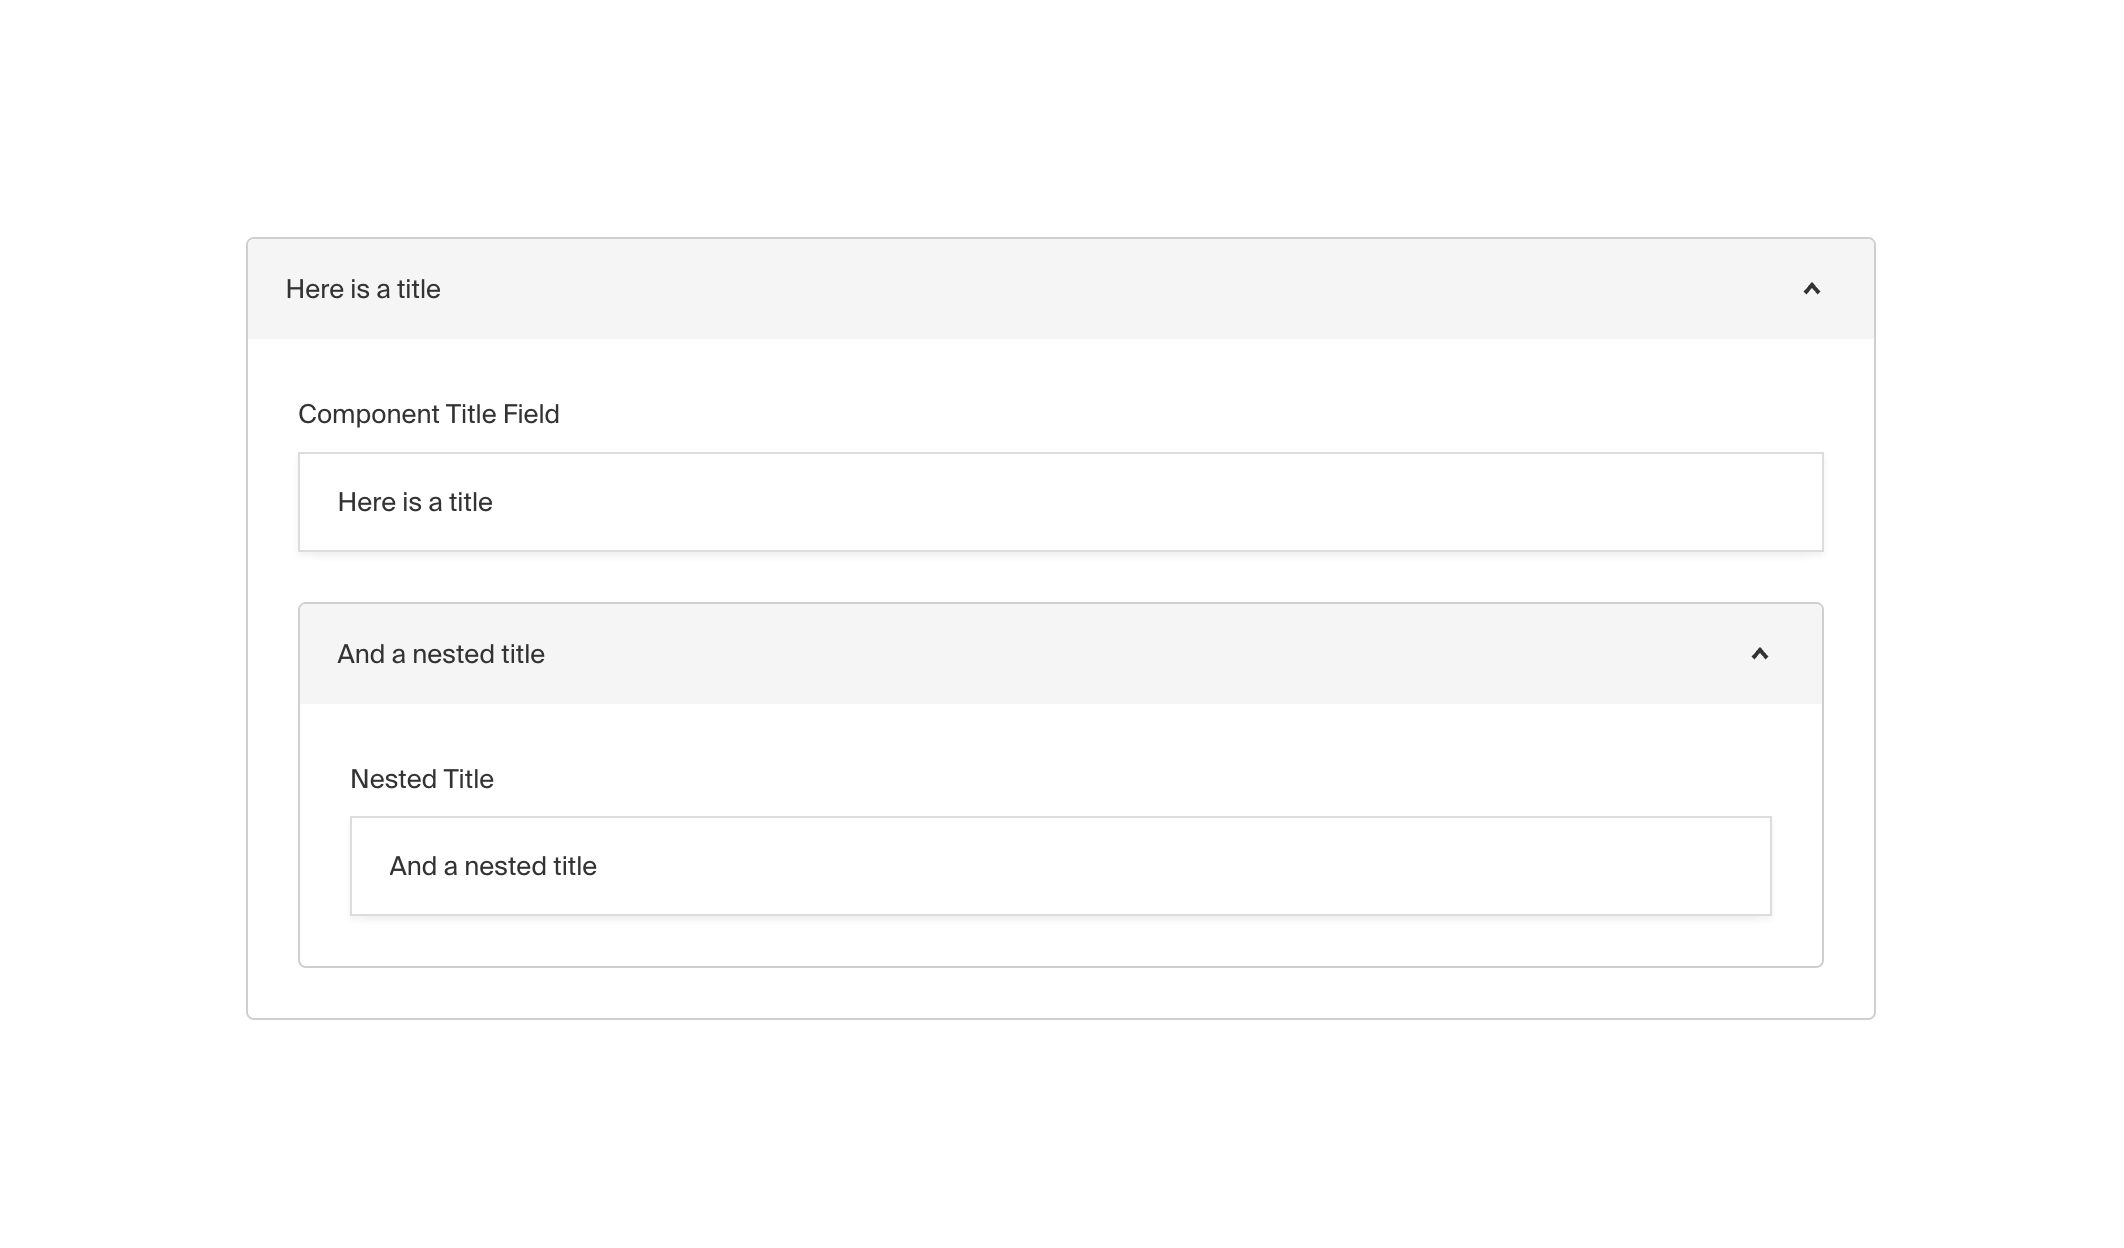 Here is a title
Component Title Field
Here is a title
And a nested title
Nested Title
And a nested title